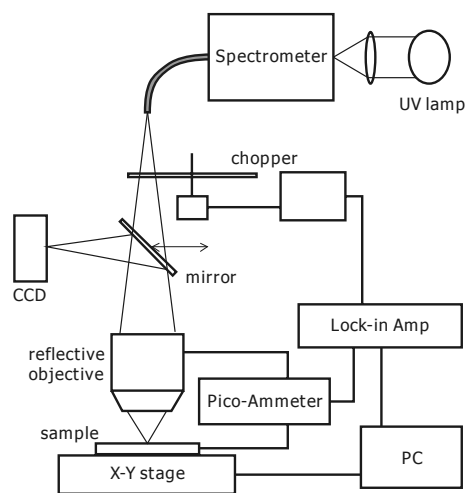 Spectrometer
UV lamp
chopper
mirror
CCD
Lock-in Amp
reflective
objective
Pico-Ammeter
sample
PC
X-Y stage